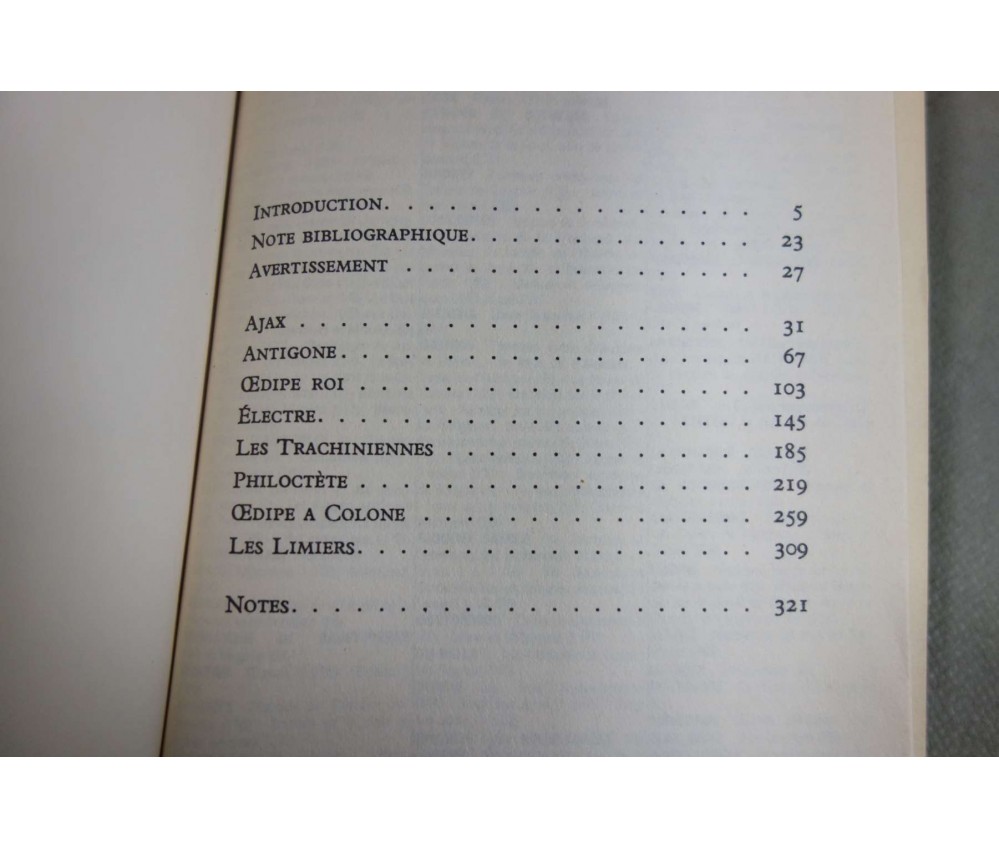 INTRODUCTION. . . . . . . . . . . . . . . . . . . 5
NOTE BIBLIOGRAPHIQUE. . . . . . . . . . . . . . 23
AVERTISSEMENT . . . . . . . . . . . . . . . . . 27
AJAX . . . . . . . . . . . . . . . . . . . . . . 31
ANTIGONE. . . . . . . . . . . . . . . . . . . . 67
ŒDIPE ROI . . . . . . . . . . . . . . . . . . . 103
ÉLECTRE. . . . . . . . . . . . . . . . . . . . . 145
LES TRACHINIENNES . . . . . . . . . . . . . . . 185
PHILOCTÈTE . . . . . . . . . . . . . . . . . . . 219
ŒDIPE A COLONE . . . . . . . . . . . . . . . . 259
LES LIMIERS. . . . . . . . . . . . . . . . . . . 309
NOTES. . . . . . . . . . . . . . . . . . . . . . 321